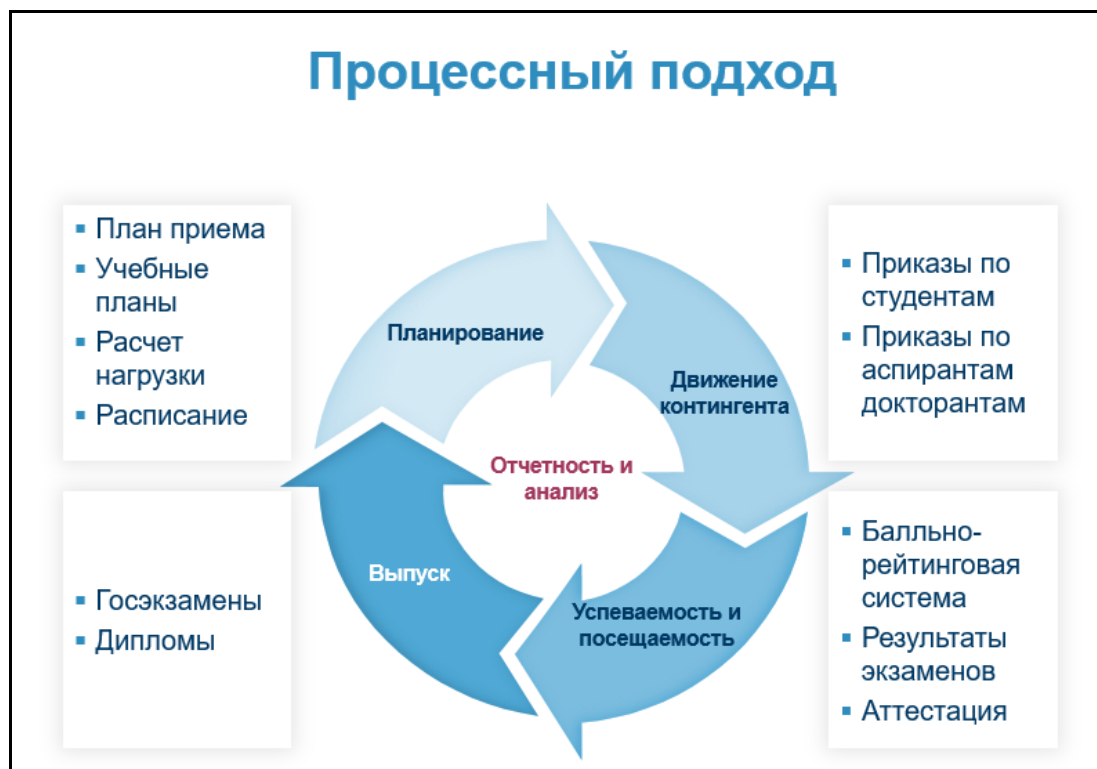 Процессный подход
▪ План приема
▪ Учебные
планы
▪ Расчет
нагрузки
▪ Расписание
Планирование
Движение
контингента
▪ Приказы по
студентам
▪ Приказы по
аспирантам
докторантам
Отчетность и
анализ
▪ Госэкзамены
▪ Дипломы
Выпуск
Успеваемость и
посещаемость
▪ Балльно-
рейтинговая
система
▪ Результаты
экзаменов
▪ Аттестация